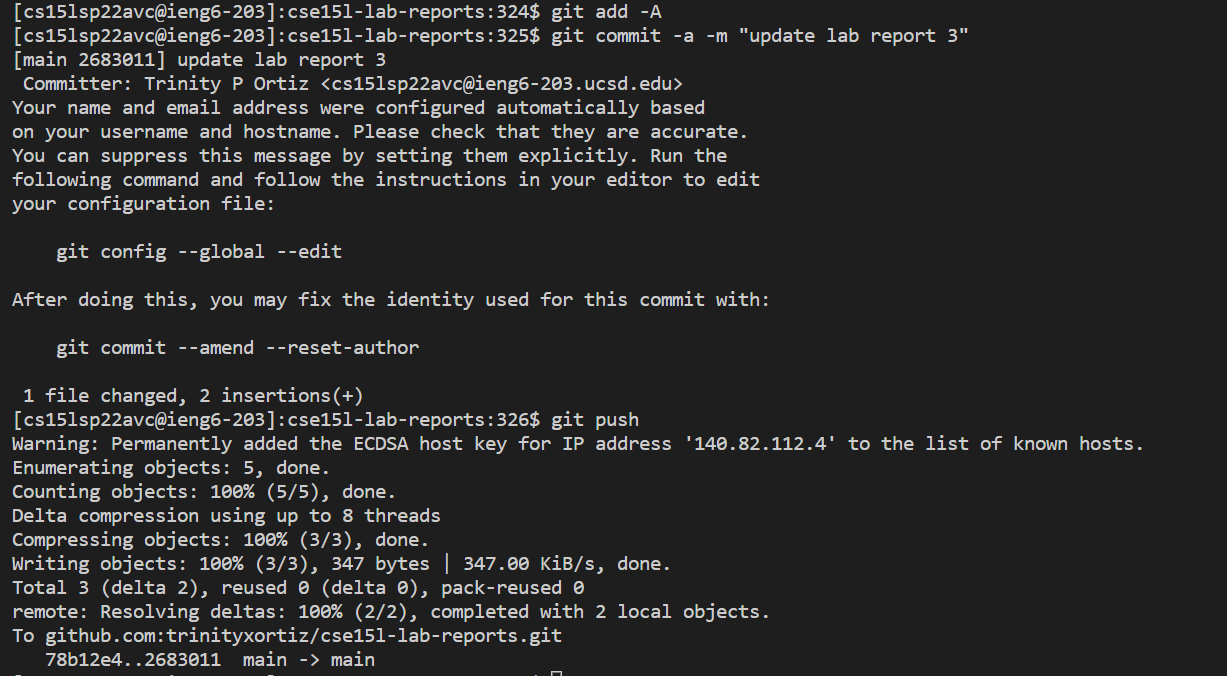 [cs15lsp22avc@ieng6-203]:cse15l-lab-reports:324$ git add -A
[cs15lsp22avc@ieng6-203]:cse15l-lab-reports:325$ git commit -a -m "update lab report 3"
[main 2683011] update lab report 3
 Committer: Trinity P Ortiz <cs15lsp22avc@ieng6-203.ucsd.edu>
Your name and email address were configured automatically based
on your username and hostname. Please check that they are accurate.
You can suppress this message by setting them explicitly. Run the
following command and follow the instructions in your editor to edit
your configuration file:

    git config --global --edit

After doing this, you may fix the identity used for this commit with:

    git commit --amend --reset-author

 1 file changed, 2 insertions(+)
[cs15lsp22avc@ieng6-203]:cse15l-lab-reports:326$ git push
Warning: Permanently added the ECDSA host key for IP address '140.82.112.4' to the list of known hosts.
Enumerating objects: 5, done.
Counting objects: 100% (5/5), done.
Delta compression using up to 8 threads
Compressing objects: 100% (3/3), done.
Writing objects: 100% (3/3), 347 bytes | 347.00 KiB/s, done.
Total 3 (delta 2), reused 0 (delta 0), pack-reused 0
remote: Resolving deltas: 100% (2/2), completed with 2 local objects.
To github.com:trinityxortiz/cse15l-lab-reports.git
   78b12e4..2683011  main -> main